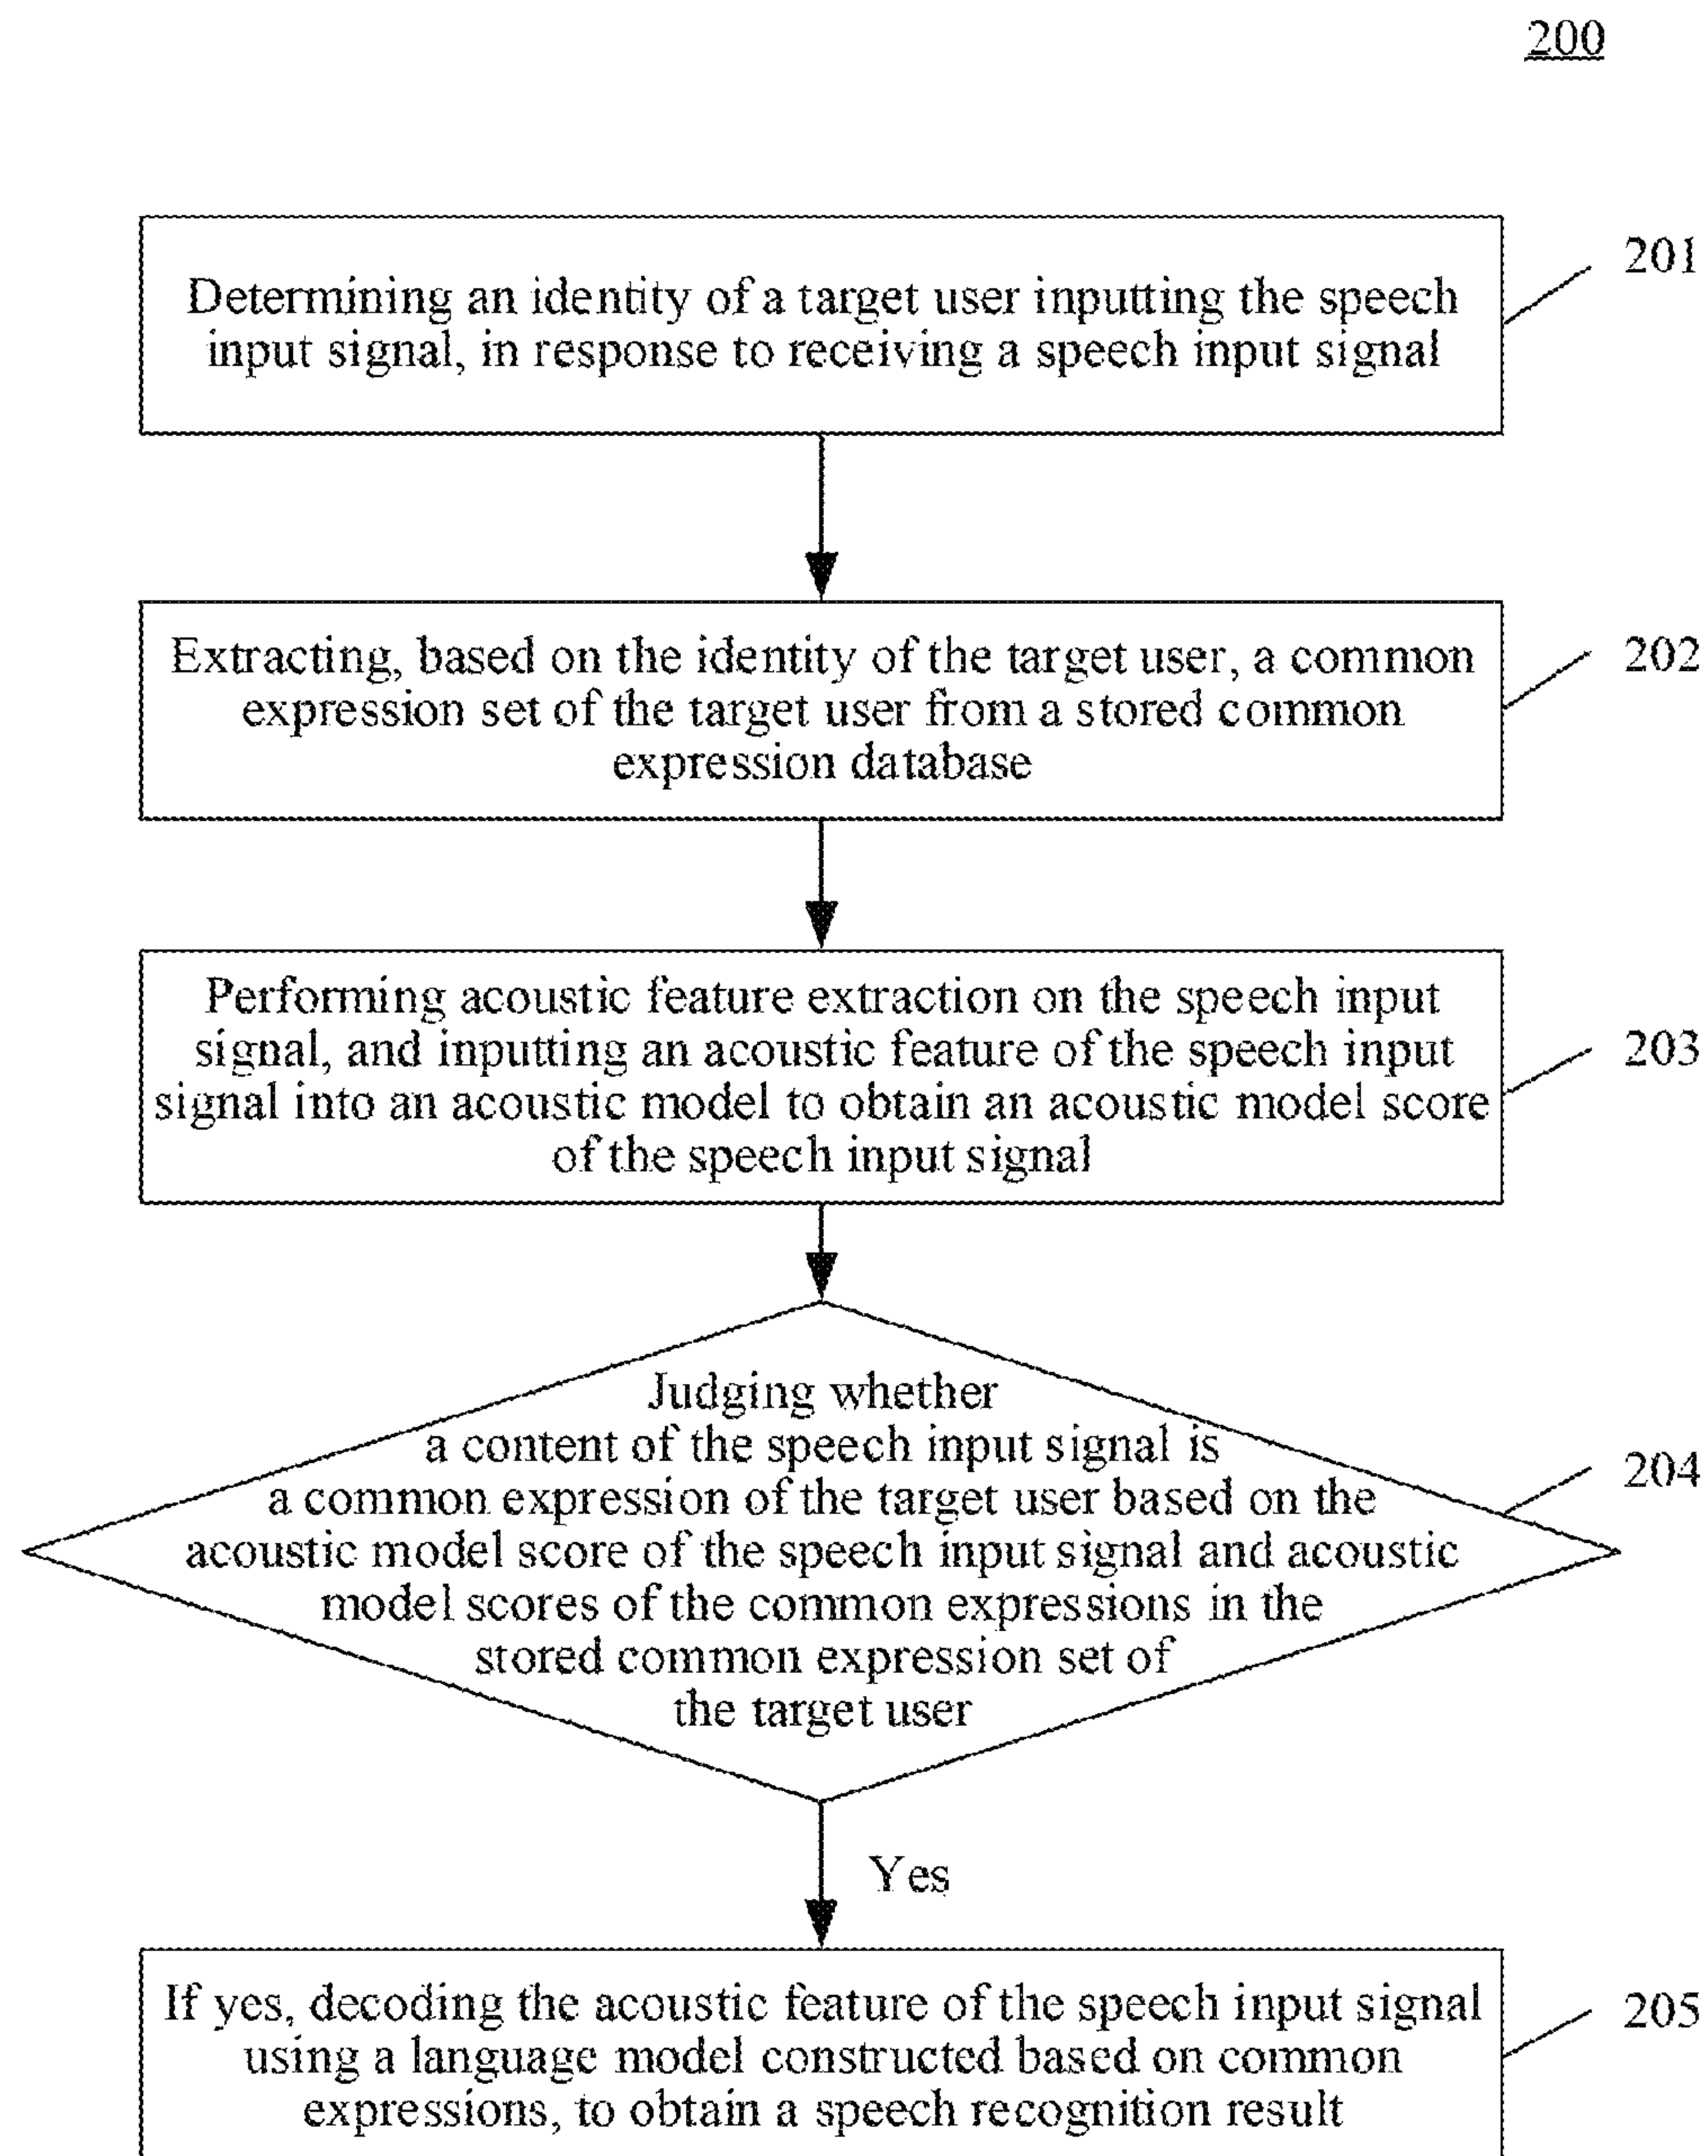 200
Determining an identity of a target user inputting the speech
input signal, in response to receiving a speech input signal
201
Extracting, based on the identity of the target user, a common
expression set of the target user from a stored common
expression database
202
Performing acoustic feature extraction on the speech input
signal, and inputting an acoustic feature of the speech input
signal into an acoustic model to obtain an acoustic model score
of the speech input signal
203
Judging whether
a content of the speech input signal is
a common expression of the target user based on the
acoustic model score of the speech input signal and acoustic
model scores of the common expressions in the
stored common expression set of
the target user
204
Yes
If yes, decoding the acoustic feature of the speech input signal
using a language model constructed based on common
expressions, to obtain a speech recognition result
205